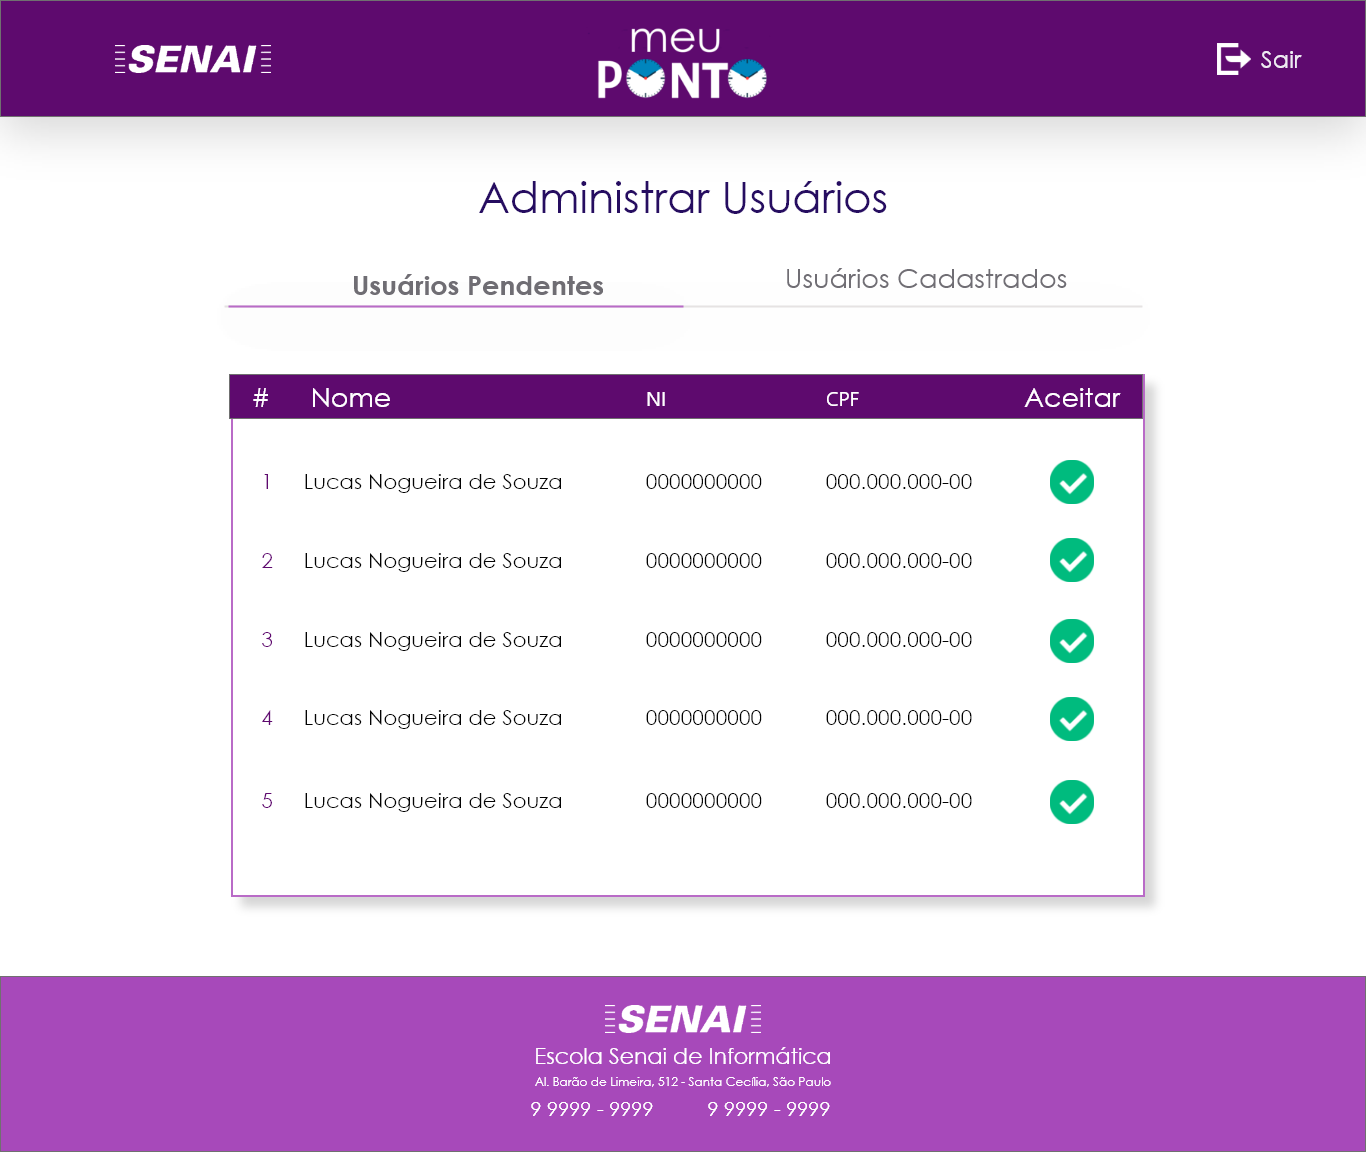 SENAI
meu
PONTO
Sair
Administrar Usuários
Usuários Pendentes
Usuários Cadastrados
# Nome NI CPF Aceitar
1 Lucas Nogueira de Souza 0000000000 000.000.000-00
2 Lucas Nogueira de Souza 0000000000 000.000.000-00
3 Lucas Nogueira de Souza 0000000000 000.000.000-00
4 Lucas Nogueira de Souza 0000000000 000.000.000-00
5 Lucas Nogueira de Souza 0000000000 000.000.000-00
SENAI
Escola Senai de Informática
Al. Barão de Limeira, 512 - Santa Cecília, São Paulo
9 9999 - 9999 9 9999 - 9999